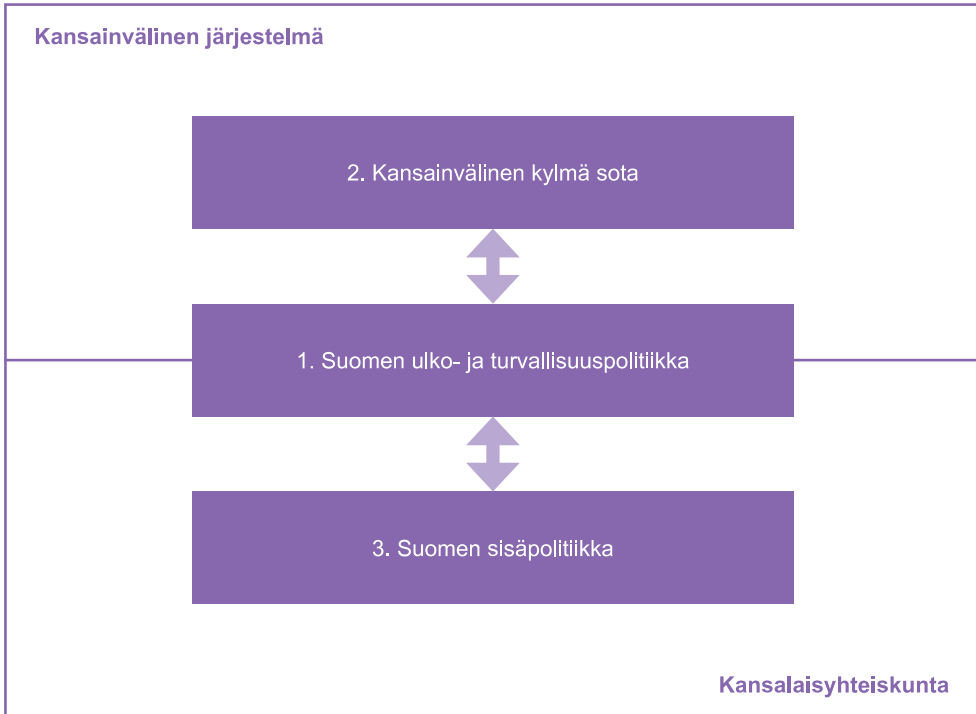 Kansainvälinen järjestelmä
2. Kansainvälinen kylmä sota
1. Suomen ulko- ja turvallisuuspolitiikka
3. Suomen sisäpolitiikka
Kansalaisyhteiskunta